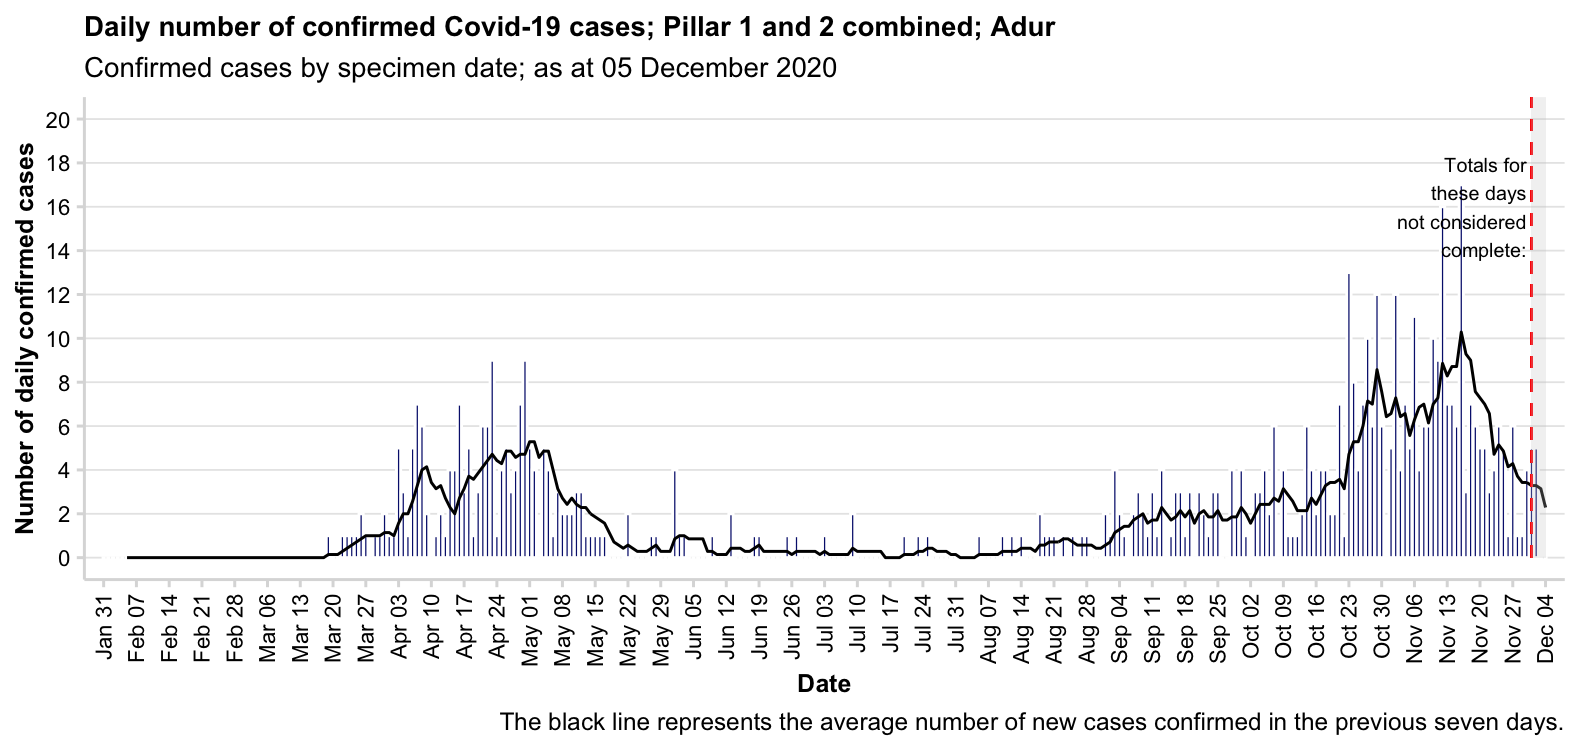 Daily number of confirmed Covid-19 cases; Pillar 1 and 2 combined; Adur
Confirmed cases by specimen date; as at 05 December 2020
Number of daily confirmed cases
20
18
16
14
12
10
8
6
4
2
0
Totals for
these days
not considered
complete:
Jan 31
Feb 07
Feb 14
Feb 21
Feb 28
Mar 06
Mar 13
Mar 20
Mar 27
Apr 03
Apr 10
Apr 17
Apr 24
May 01
May 08
May 15
May 22
May 29
Jun 05
Jun 12
Jun 19
Jun 26
Jul 03
Jul 10
Jul 17
Jul 24
Jul 31
Aug 07
Aug 14
Aug 21
Aug 28
Sep 04
Sep 11
Sep 18
Sep 25
Oct 02
Oct 09
Oct 16
Oct 23
Oct 30
Nov 06
Nov 13
Nov 20
Nov 27
Dec 04
Date
The black line represents the average number of new cases confirmed in the previous seven days.